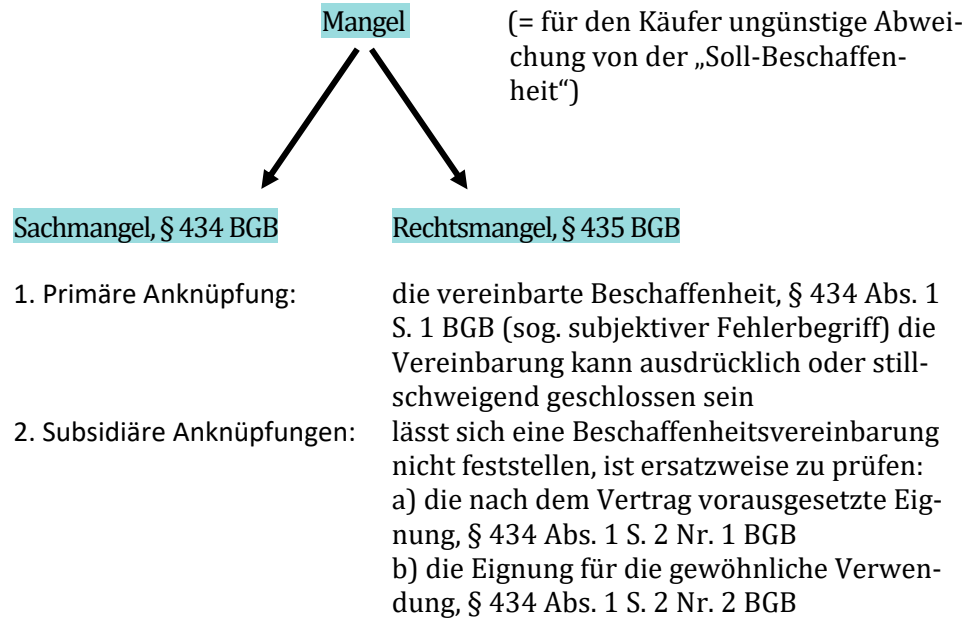 Mangel
(= für den Käufer ungünstige Abwei-
chung von der „Soll-Beschaffen-
heit“)
Sachmangel, § 434 BGB
Rechtsmangel, § 435 BGB
1. Primäre Anknüpfung:
die vereinbarte Beschaffenheit, § 434 Abs. 1
S. 1 BGB (sog. subjektiver Fehlerbegriff) die
Vereinbarung kann ausdrücklich oder still-
schweigend geschlossen sein
2. Subsidiäre Anknüpfungen:
lässt sich eine Beschaffenheitsvereinbarung
nicht feststellen, ist ersatzweise zu prüfen:
a) die nach dem Vertrag vorausgesetzte Eig-
nung, § 434 Abs. 1 S. 2 Nr. 1 BGB
b) die Eignung für die gewöhnliche Verwen-
dung, § 434 Abs. 1 S. 2 Nr. 2 BGB